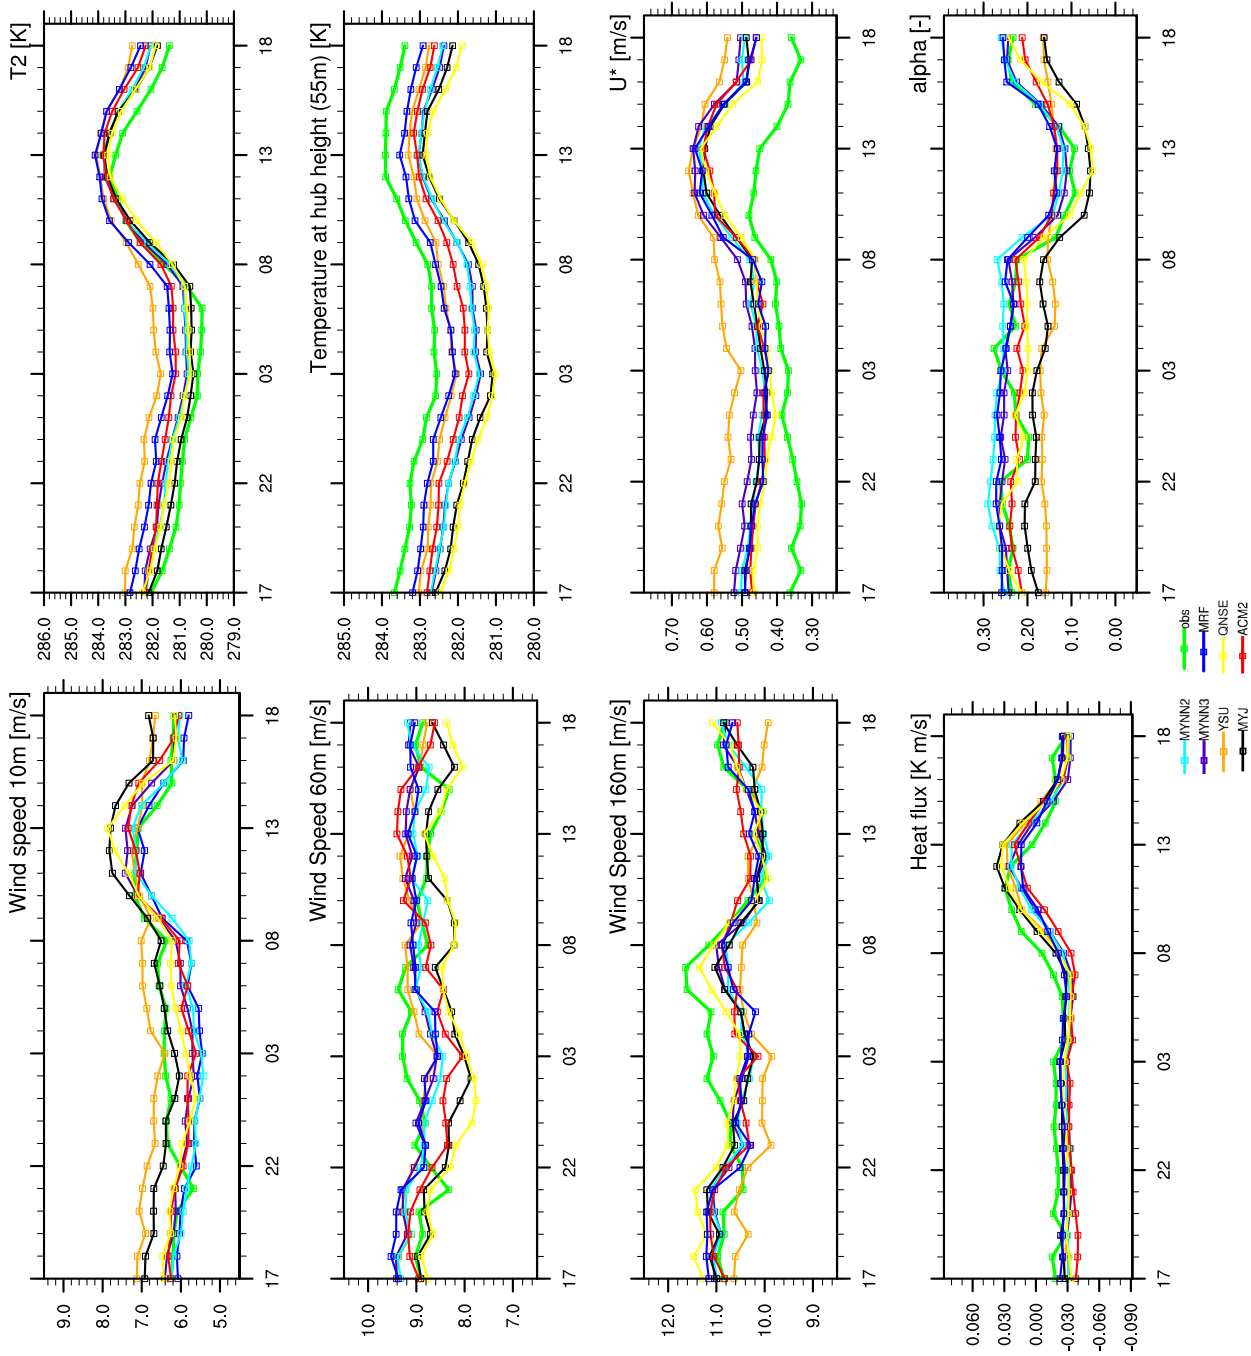 Wind speed 10m [m/s]
9.0
8.0
7.0
6.0
5.0
17 22 03 08 13 18
T2 [K]
286.0
285.0
284.0
283.0
282.0
281.0
280.0
279.0
17 22 03 08 13 18
Wind Speed 60m [m/s]
10.0
9.0
8.0
7.0
17 22 03 08 13 18
Temperature at hub height (55m) [K]
285.0
284.0
283.0
282.0
281.0
280.0
17 22 03 08 13 18
Wind Speed 160m [m/s]
12.0
11.0
10.0
9.0
17 22 03 08 13 18
U* [m/s]
0.70
0.60
0.50
0.40
0.30
17 22 03 08 13 18
Heat flux [K m/s]
0.060
0.030
0.000
-0.030
-0.060
-0.090
17 22 03 08 13 18
alpha [-]
0.30
0.20
0.10
0.00
17 22 03 08 13 18
MYNN2 obs
MYNN3 MRF
YSU QNSE
MYJ ACM2